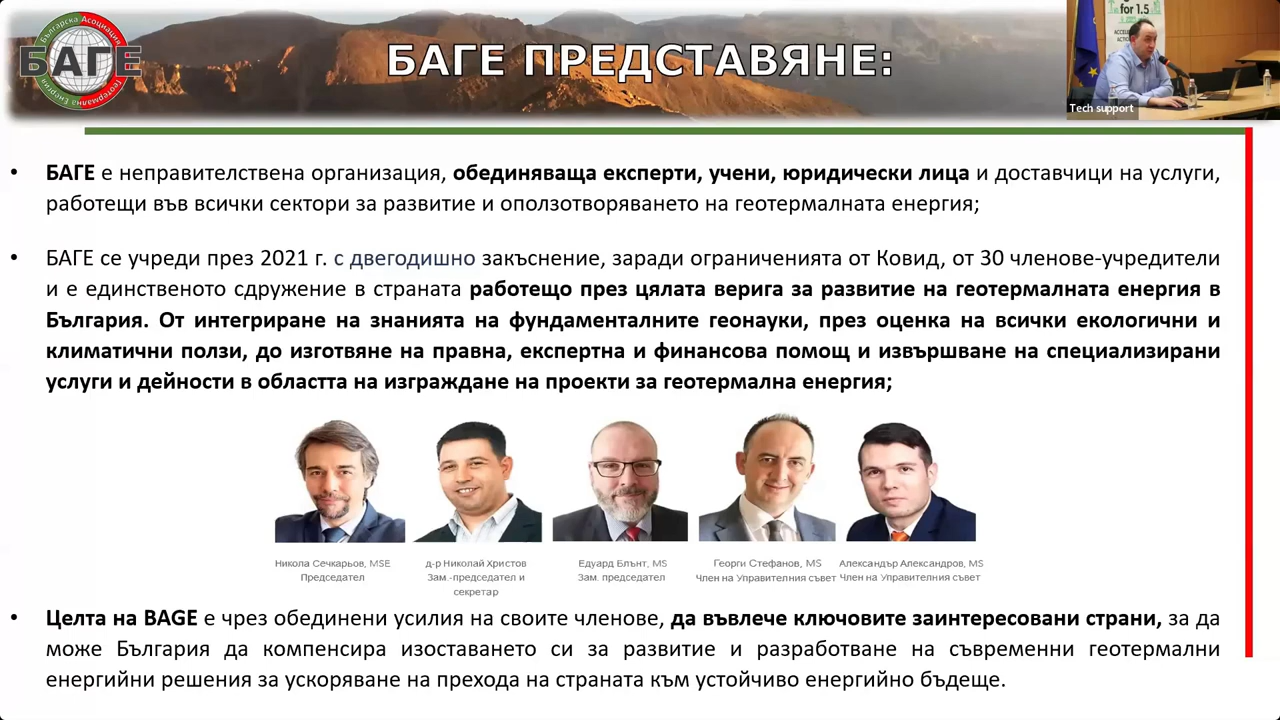 Българска Асоциация
БАГЕ
Геотермална Енергия
БАГЕ ПРЕДСТАВЯНЕ:
for 1.5
Tech support
• БАГЕ е неправителствена организация, обединяваща експерти, учени, юридически лица и доставчици на услуги,
работещи във всички сектори за развитие и оползотворяването на геотермалната енергия;
• БАГЕ се учреди през 2021 г. с двегодишно закъснение, заради ограниченията от Ковид, от 30 членове-учредители
и е единственото сдружение в страната работещо през цялата верига за развитие на геотермалната енергия в
България. От интегриране на знанията на фундаменталните геонауки, през оценка на всички екологични и
климатични ползи, до изготвяне на правна, експертна и финансова помощ и извършване на специализирани
услуги и дейности в областта на изграждане на проекти за геотермална енергия;
Никола Сечкарьов, MSE
Председател
д-р Николай Христов
Зам.-председател и
секретар
Едуард Блънт, MS
Зам. председател
Георги Стефанов, MS
Член на Управителния съвет
Александър Александров, MS
Член на Управителния съвет
• Целта на BAGE е чрез обединени усилия на своите членове, да въвлече ключовите заинтересовани страни, за да
може България да компенсира изоставането си за развитие и разработване на съвременни геотермални
енергийни решения за ускоряване на прехода на страната към устойчиво енергийно бъдеще.